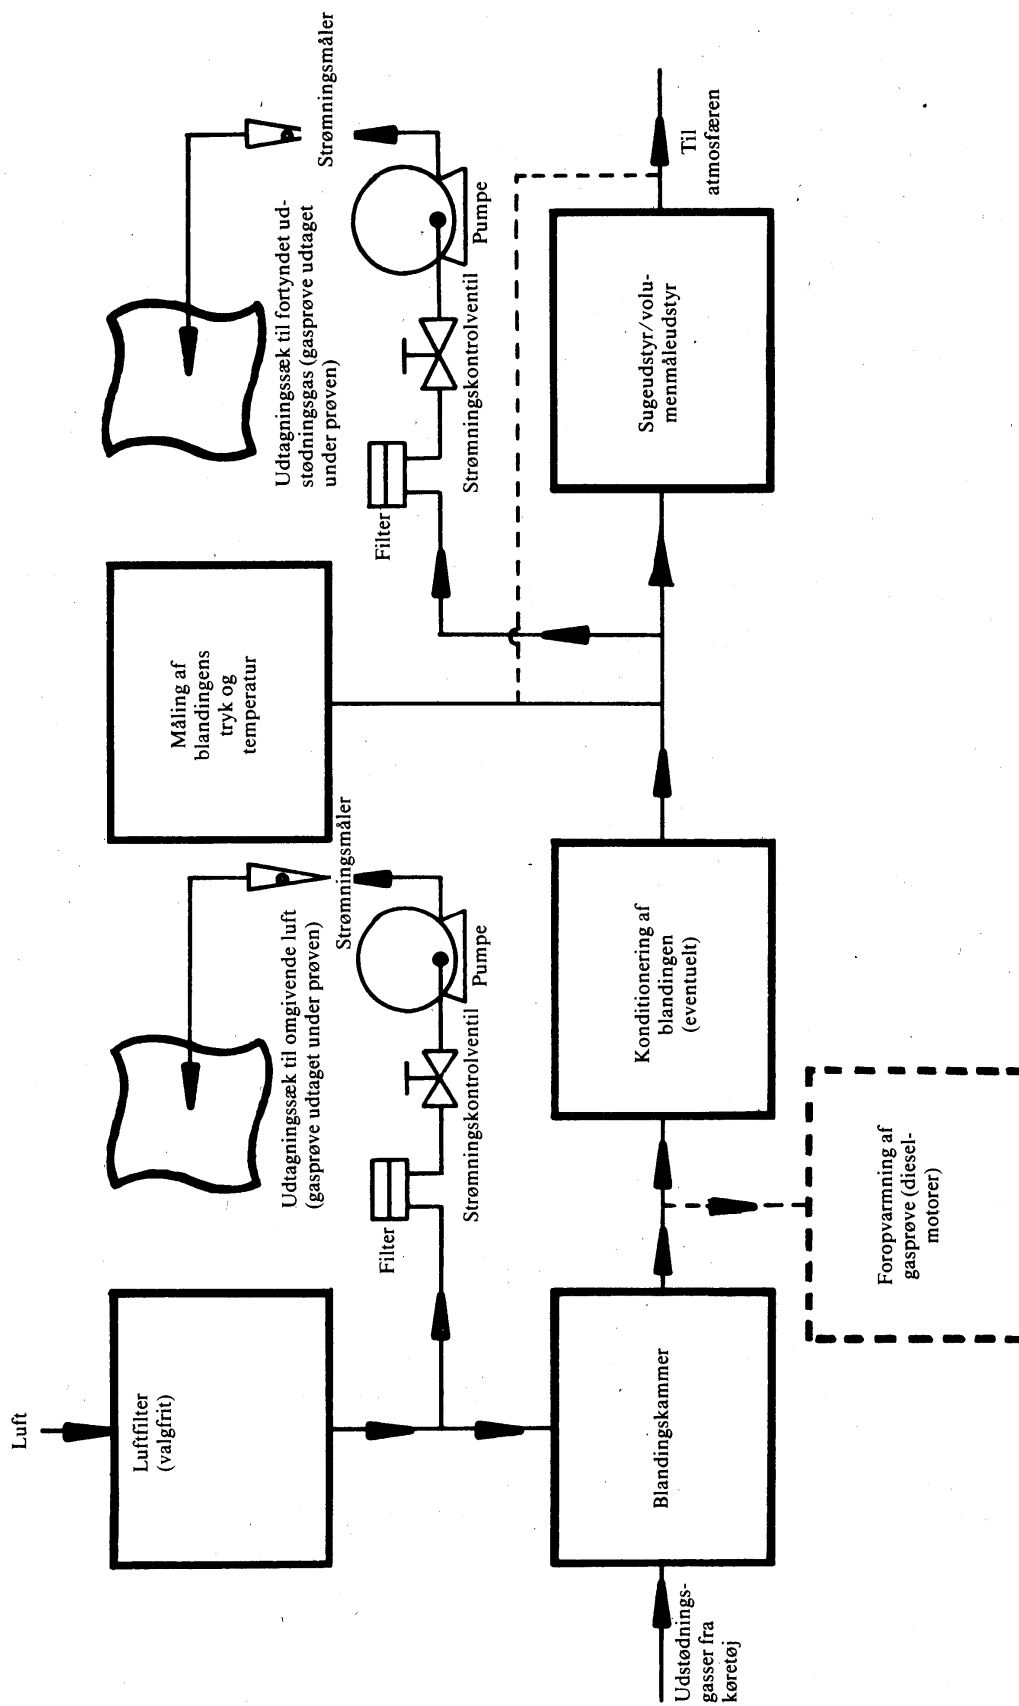 Luft
Luftfilter
(valgfrit)
Udtagningssæk til omgivende luft
(gasprøve udtaget under prøven)
Strømningsmåler
Filter
Strømningskontrolventil
Pumpe
Måling af
blandingens
tryk og
temperatur
Udtagningssæk til fortyndet ud-
stødningsgas (gasprøve udtaget
under prøven)
Strømningsmåler
Filter
Strømningskontrolventil
Pumpe
Udstødnings-
gasser fra
køretøj
Blandingskammer
Konditionering af
blandingen
(eventuelt)
Sugeudstyr/volu-
menmåleudstyr
Til
atmosfæren
Foropvarmning af
gasprøve (diesel-
motorer)